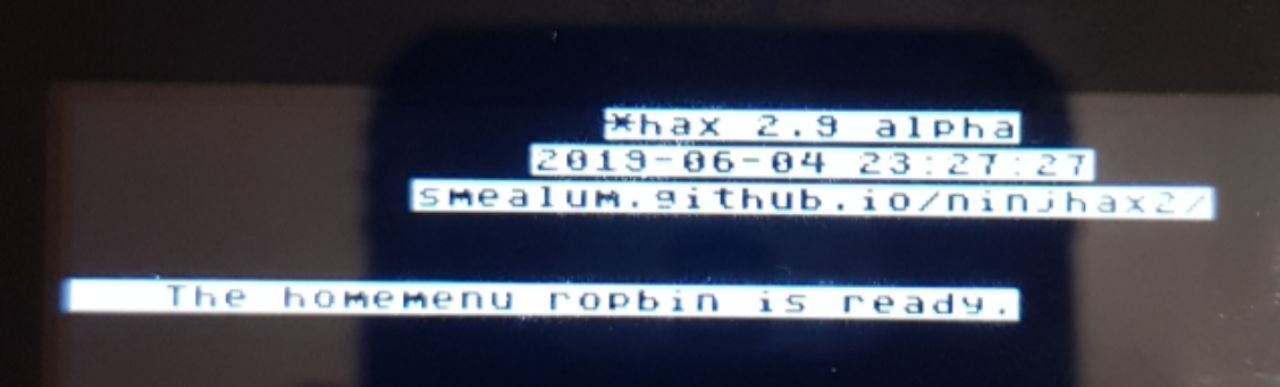 *hax 2.9 alpha
2019-06-04 23:27:27
smealum.github.io/ninjhax2/
The homemenu ropbin is ready.